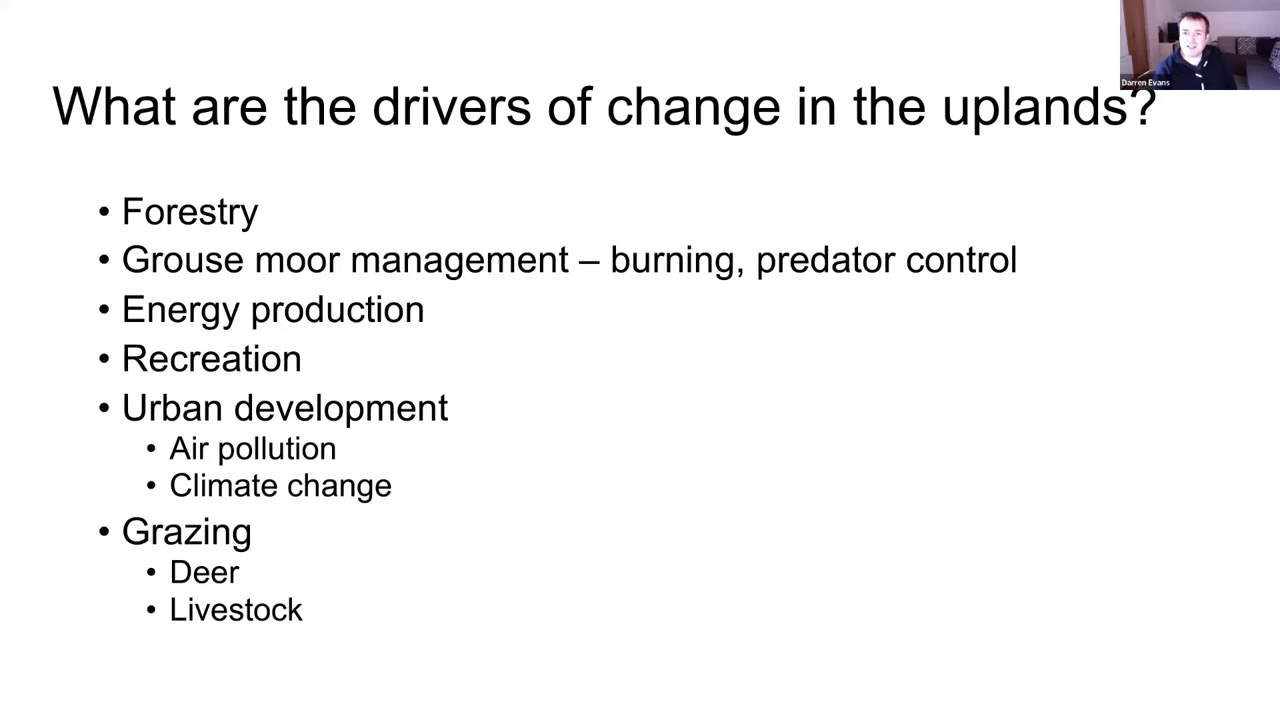 Darren Evans
What are the drivers of change in the uplands?
• Forestry
• Grouse moor management – burning, predator control
• Energy production
• Recreation
• Urban development
• Air pollution
• Climate change
• Grazing
• Deer
• Livestock